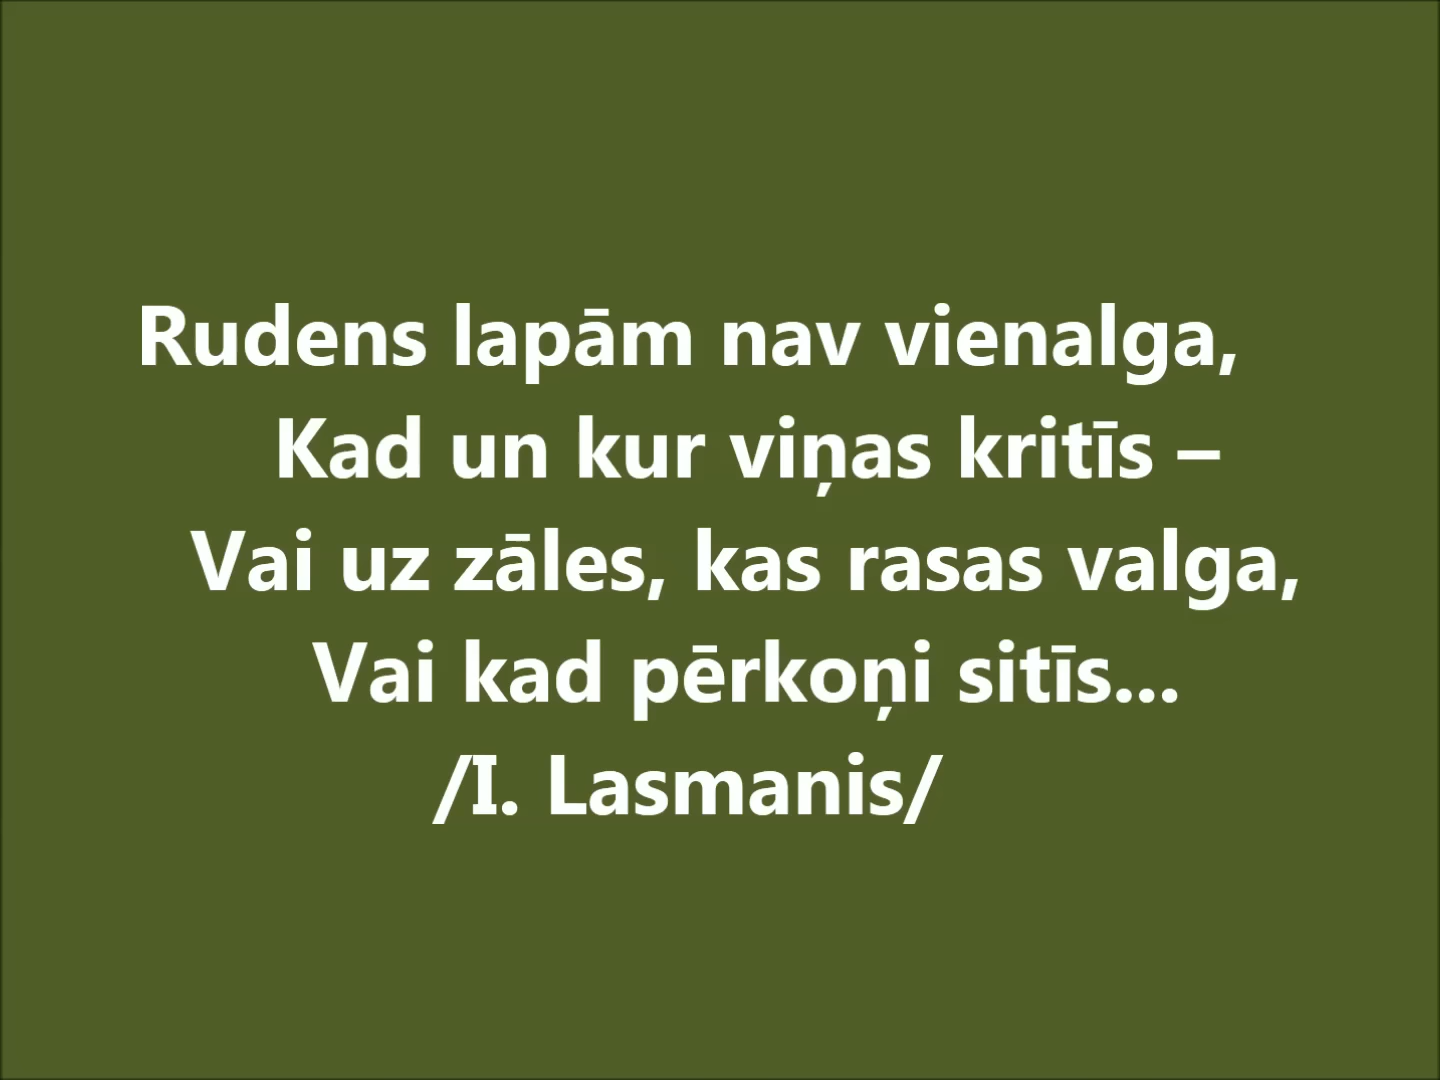 Rudens lapām nav vienalga,
Kad un kur viņas kritīs –
Vai uz zāles, kas rasas valga,
Vai kad pērkoņi sitīs...
/I. Lasmanis/